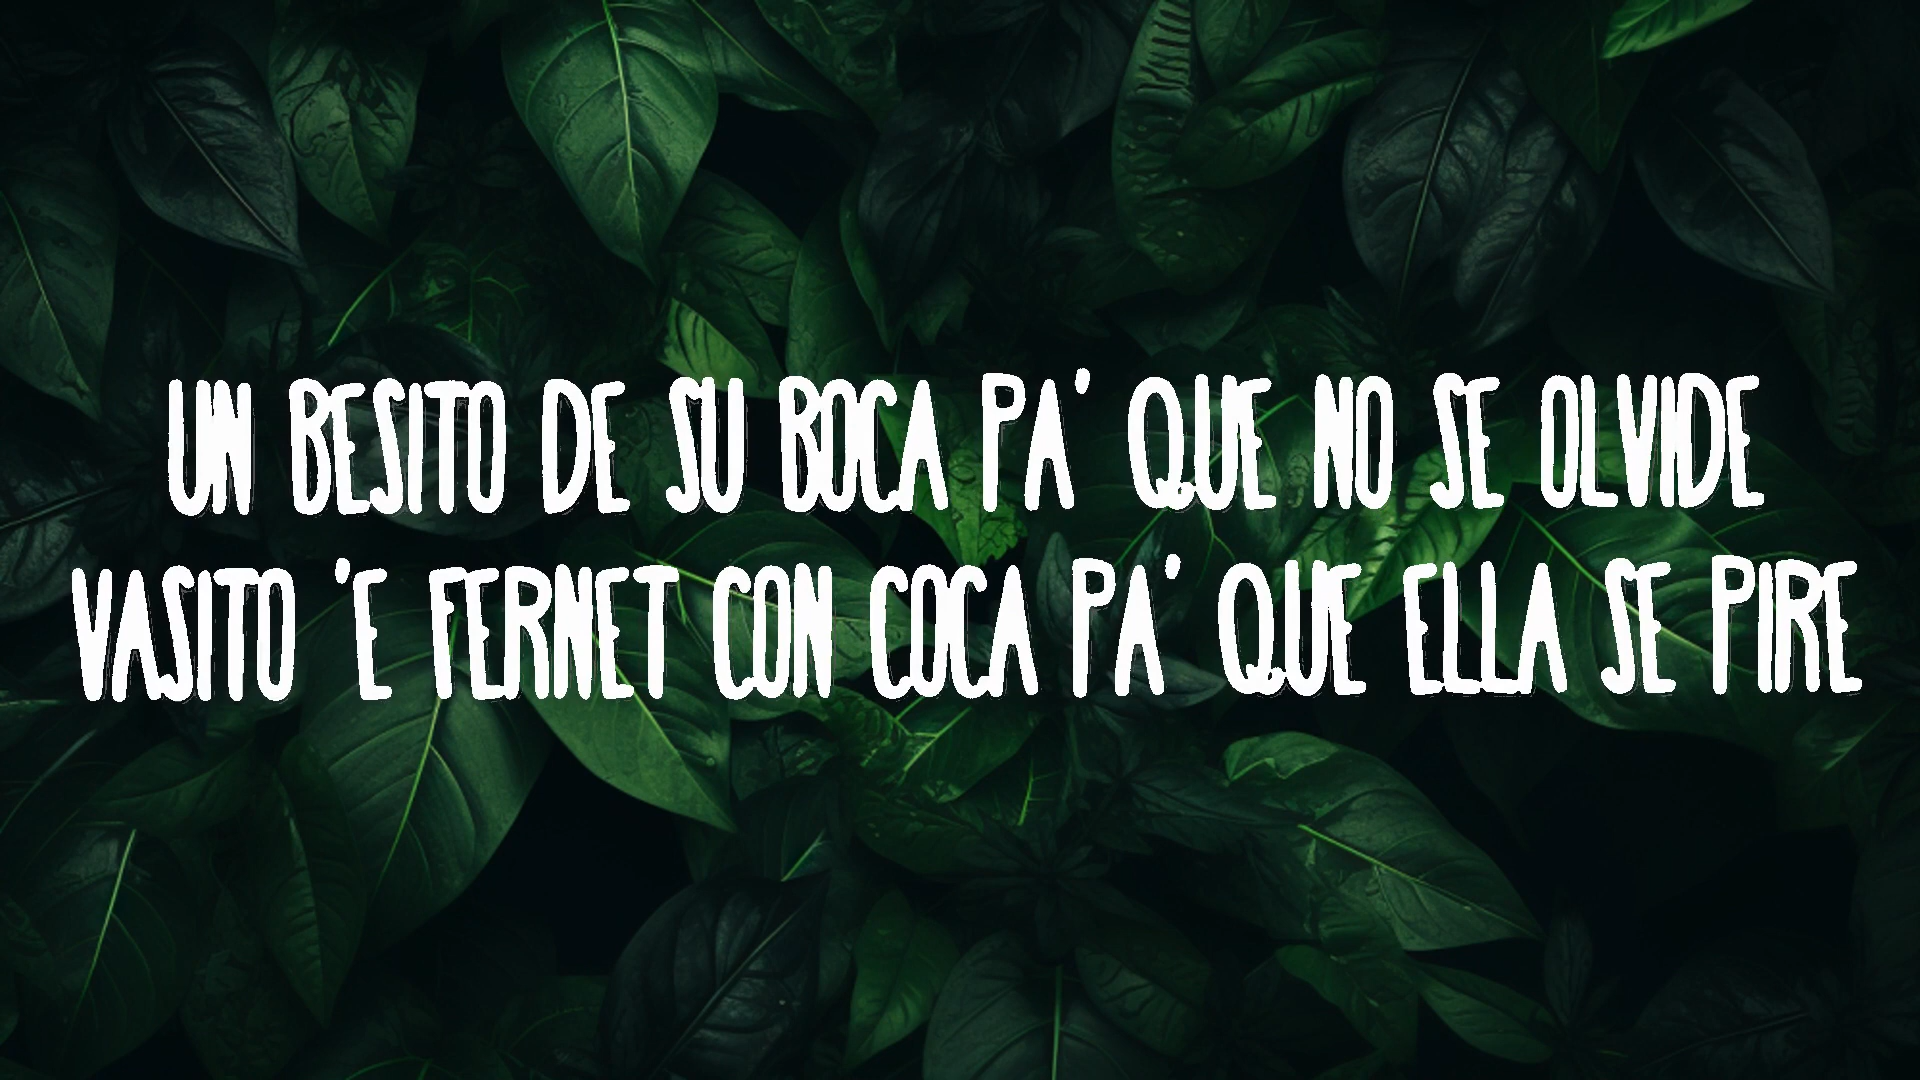 UN BESITO DE SU BOCA PA' QUE NO SE OLVIDE
VASITO 'E FERNET CON COCA PA' QUE ELLA SE PIRE